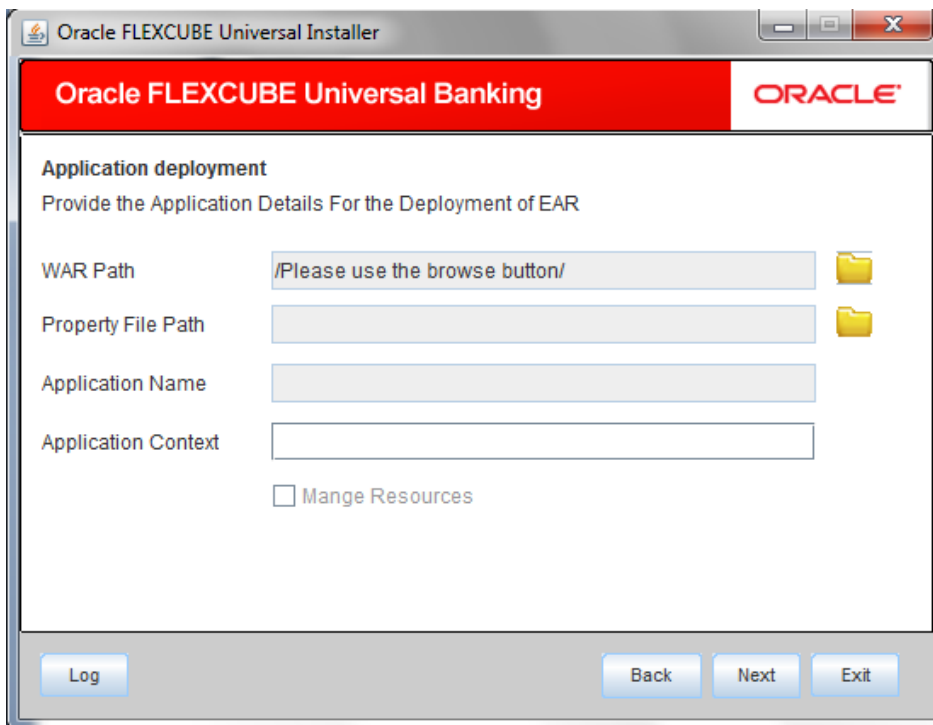 Oracle FLEXCUBE Universal Installer
Oracle FLEXCUBE Universal Banking
ORACLE
Application deployment
Provide the Application Details For the Deployment of EAR
WAR Path /Please use the browse button/
Property File Path
Application Name
Application Context
Mange Resources
Log Back Next Exit